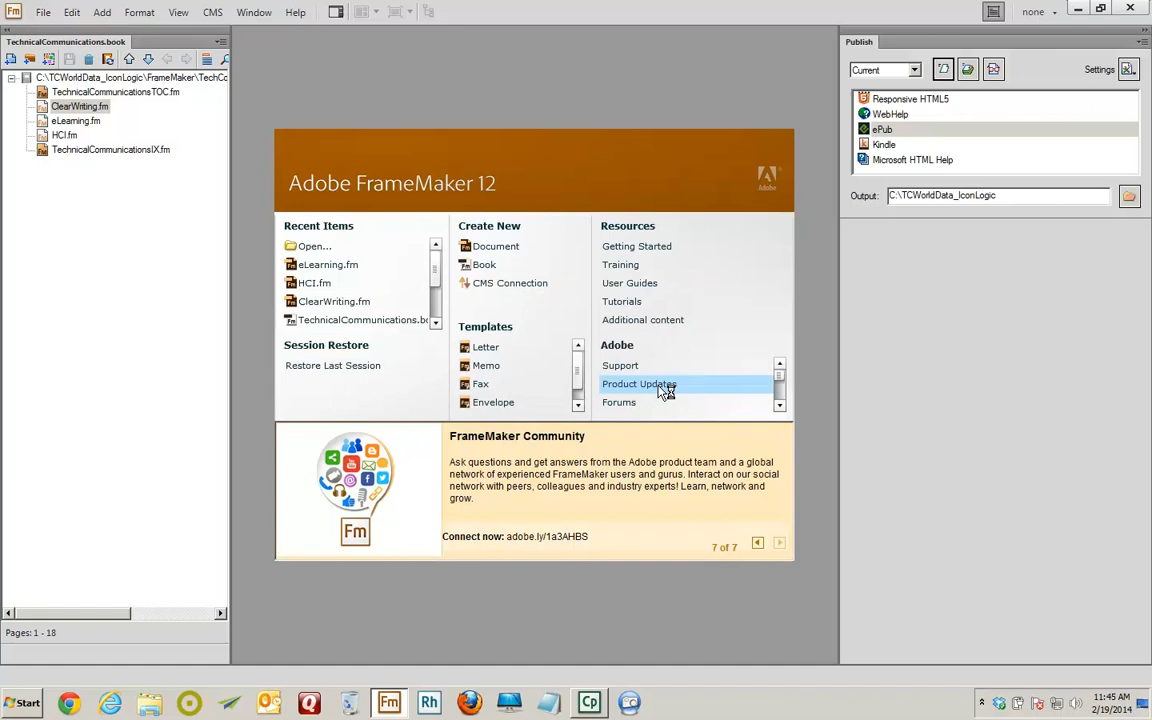 Fm File Edit Add Format View CMS Window Help none
TechnicalCommunications.book
C:\TCWorldData_IconLogic\FrameMaker\TechCo
TechnicalCommunicationsTOC.fm
ClearWriting.fm
eLearning.fm
HCI.fm
TechnicalCommunicationsIX.fm
Pages: 1 - 18
Adobe FrameMaker 12
Adobe
Recent Items
Open...
eLearning.fm
HCI.fm
ClearWriting.fm
TechnicalCommunications.bo
Session Restore
Restore Last Session
Create New
Document
Book
CMS Connection
Templates
Letter
Memo
Fax
Envelope
Resources
Getting Started
Training
User Guides
Tutorials
Additional content
Adobe
Support
Product Updates
Forums
Fm
FrameMaker Community
Ask questions and get answers from the Adobe product team and a global
network of experienced FrameMaker users and gurus. Interact on our social
network with peers, colleagues and industry experts! Learn, network and
grow.
Connect now: adobe.ly/1a3AHBS
7 of 7
Publish
Current
Settings
Responsive HTML5
WebHelp
ePub
Kindle
Microsoft HTML Help
Output: C:\TCWorldData_IconLogic
Start
Fm
Rh
Cp
11:45 AM
2/19/2014